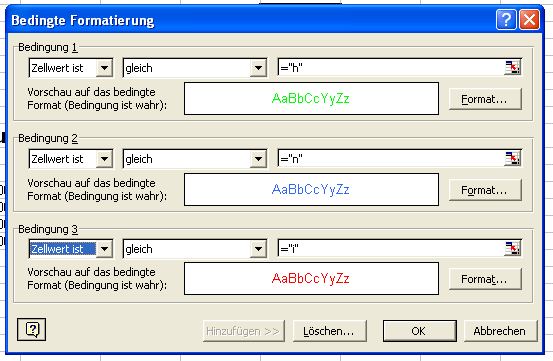 Bedingte Formatierung
Bedingung 1
Zellwert ist gleich ="h"
Vorschau auf das bedingte
Format (Bedingung ist wahr):
AaBbCcYyZz
Format...
Bedingung 2
Zellwert ist gleich ="n"
Vorschau auf das bedingte
Format (Bedingung ist wahr):
AaBbCcYyZz
Format...
Bedingung 3
Zellwert ist gleich ="i"
Vorschau auf das bedingte
Format (Bedingung ist wahr):
AaBbCcYyZz
Format...
Hinzufügen >> Löschen... OK Abbrechen